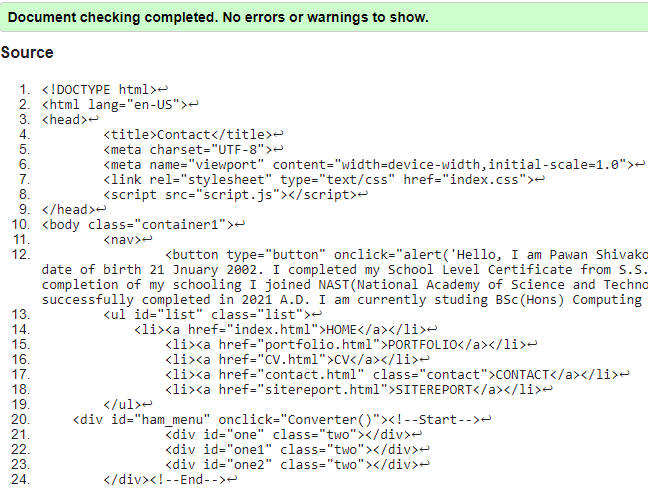 Document checking completed. No errors or warnings to show.
Source
1. <!DOCTYPE html>↩
2. <html lang="en-US">↩
3. <head>↩
4. <title>Contact</title>↩
5. <meta charset="UTF-8">↩
6. <meta name="viewport" content="width=device-width,initial-scale=1.0">↩
7. <link rel="stylesheet" type="text/css" href="index.css">↩
8. <script src="script.js"></script>↩
9. </head>↩
10. <body class="container1">↩
11. <nav>↩
12. <button type="button" onclick="alert('Hello, I am Pawan Shivako
date of birth 21 Jnuary 2002. I completed my School Level Certificate from S.S.
completion of my schooling I joined NAST(National Academy of Science and Techno
successfully completed in 2021 A.D. I am currently studing BSc(Hons) Computing
13. <ul id="list" class="list">↩
14. <li><a href="index.html">HOME</a></li>↩
15. <li><a href="portfolio.html">PORTFOLIO</a></li>↩
16. <li><a href="CV.html">CV</a></li>↩
17. <li><a href="contact.html" class="contact">CONTACT</a></li>↩
18. <li><a href="sitereport.html">SITEREPORT</a></li>↩
19. </ul>↩
20. <div id="ham_menu" onclick="Converter()"><!--Start-->↩
21. <div id="one" class="two"></div>↩
22. <div id="one1" class="two"></div>↩
23. <div id="one2" class="two"></div>↩
24. </div><!--End-->↩